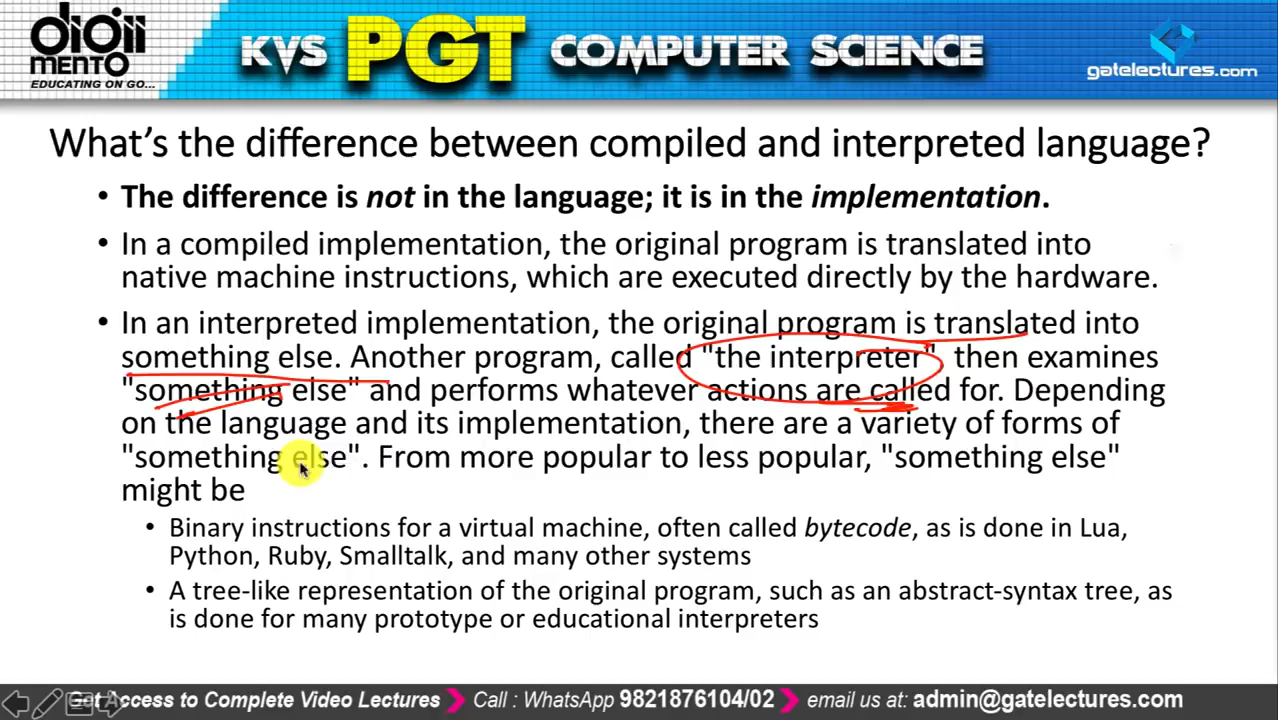 digii
MENTO
EDUCATING ON GO...
KVS PGT COMPUTER SCIENCE
gatelectures.com
What's the difference between compiled and interpreted language?
• The difference is not in the language; it is in the implementation.
• In a compiled implementation, the original program is translated into
native machine instructions, which are executed directly by the hardware.
• In an interpreted implementation, the original program is translated into
something else. Another program, called "the interpreter" then examines
"something else" and performs whatever actions are called for. Depending
on the language and its implementation, there are a variety of forms of
"something else". From more popular to less popular, "something else"
might be
• Binary instructions for a virtual machine, often called bytecode, as is done in Lua,
Python, Ruby, Smalltalk, and many other systems
• A tree-like representation of the original program, such as an abstract-syntax tree, as
is done for many prototype or educational interpreters
Get Access to Complete Video Lectures Call : WhatsApp 9821876104/02 email us at: admin@gatelectures.com